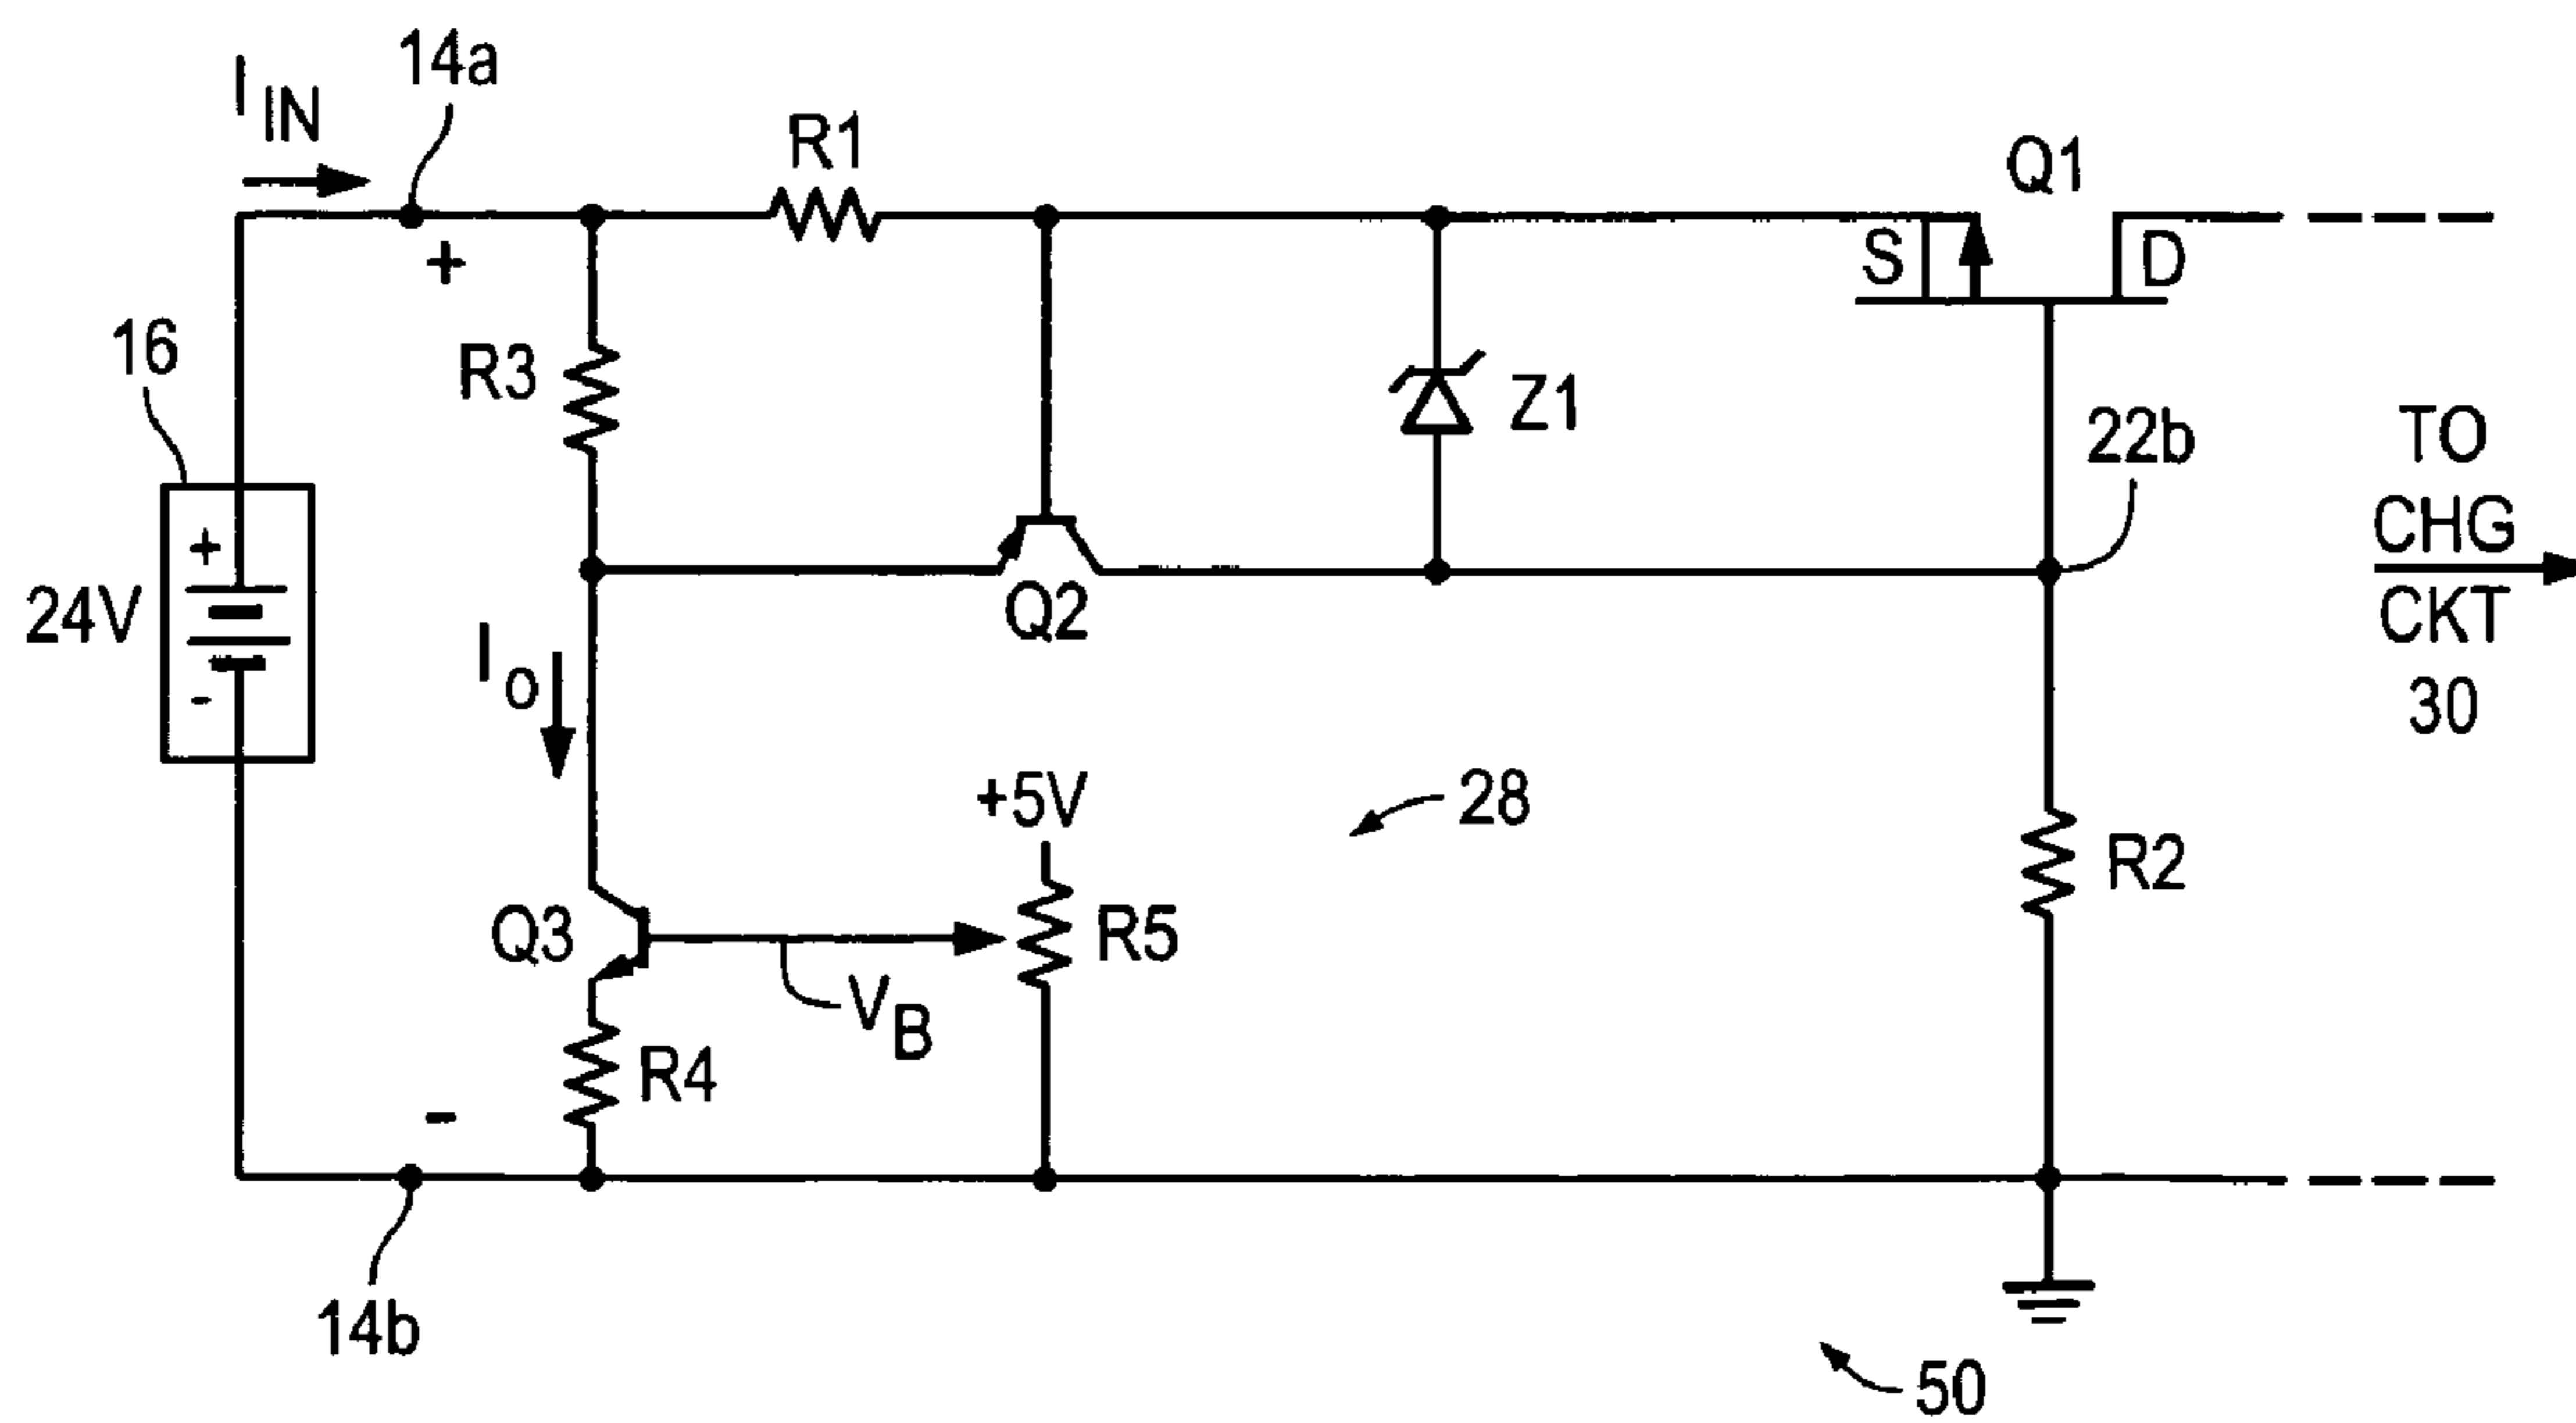 I IN
14a
R1
Q1
+
S
D
16
R3
Z1
22b
TO
CHG
CKT
30
+
24V
-
Q2
I o
+5V
28
R2
Q3
R5
V B
R4
-
14b
50